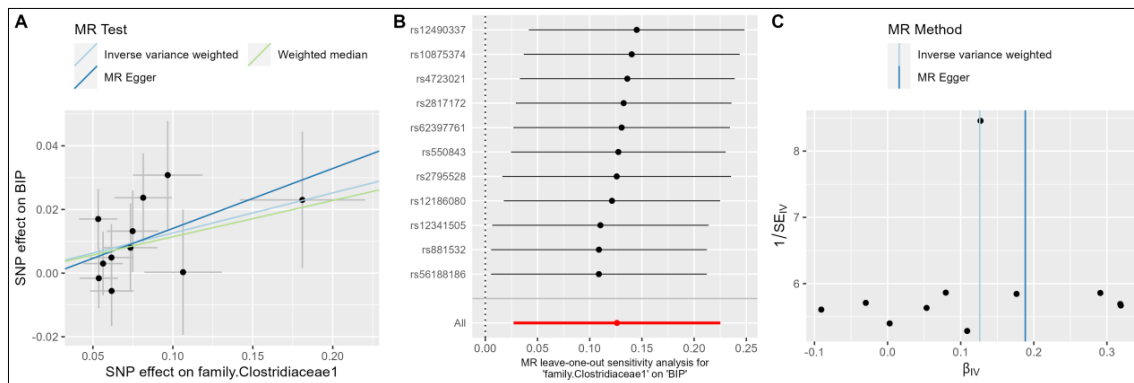 A
MR Test
Inverse variance weighted
Weighted median
MR Egger
SNP effect on BIP
0.04
0.02
0.00
-0.02
0.05
0.10
0.15
0.20
SNP effect on family.Clostridiaceae1
B
rs12490337
rs10875374
rs4723021
rs2817172
rs62397761
rs550843
rs2795528
rs12186080
rs12341505
rs881532
rs56188186
All
0.00
0.05
0.10
0.15
0.20
0.25
MR leave-one-out sensitivity analysis for
'family.Clostridiaceae1' on 'BIP'
C
MR Method
Inverse variance weighted
MR Egger
1/SEIV
8
7
6
5
-0.1
0.0
0.1
0.2
0.3
βIV